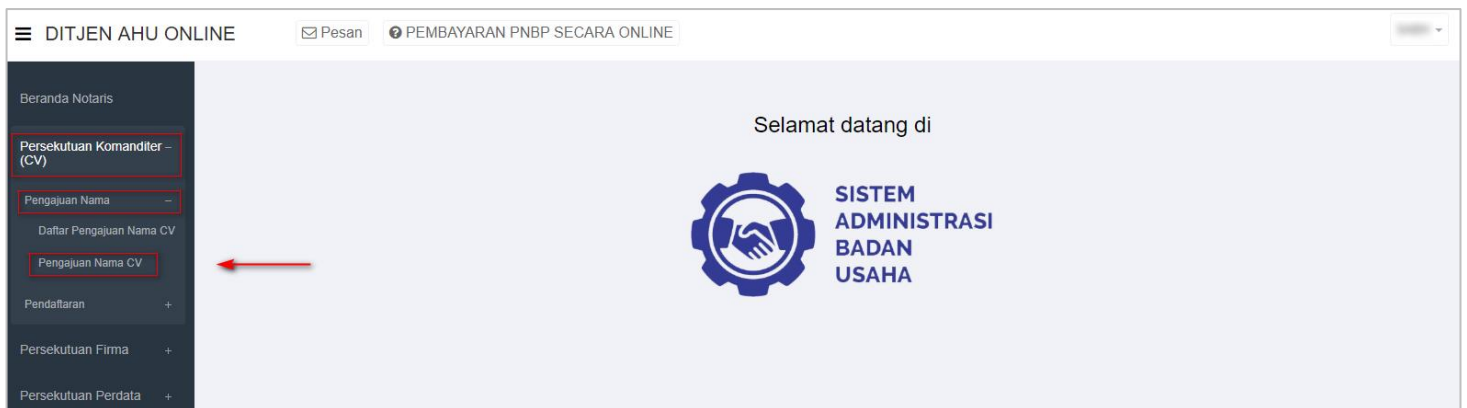 DITJEN AHU ONLINE
Pesan
PEMBAYARAN PNBP SECARA ONLINE
Beranda Notaris
Persekutuan Komanditer –
(CV)
Pengajuan Nama –
Daftar Pengajuan Nama CV
Pengajuan Nama CV
Pendaftaran +
Persekutuan Firma +
Persekutuan Perdata +
Selamat datang di
SISTEM
ADMINISTRASI
BADAN
USAHA